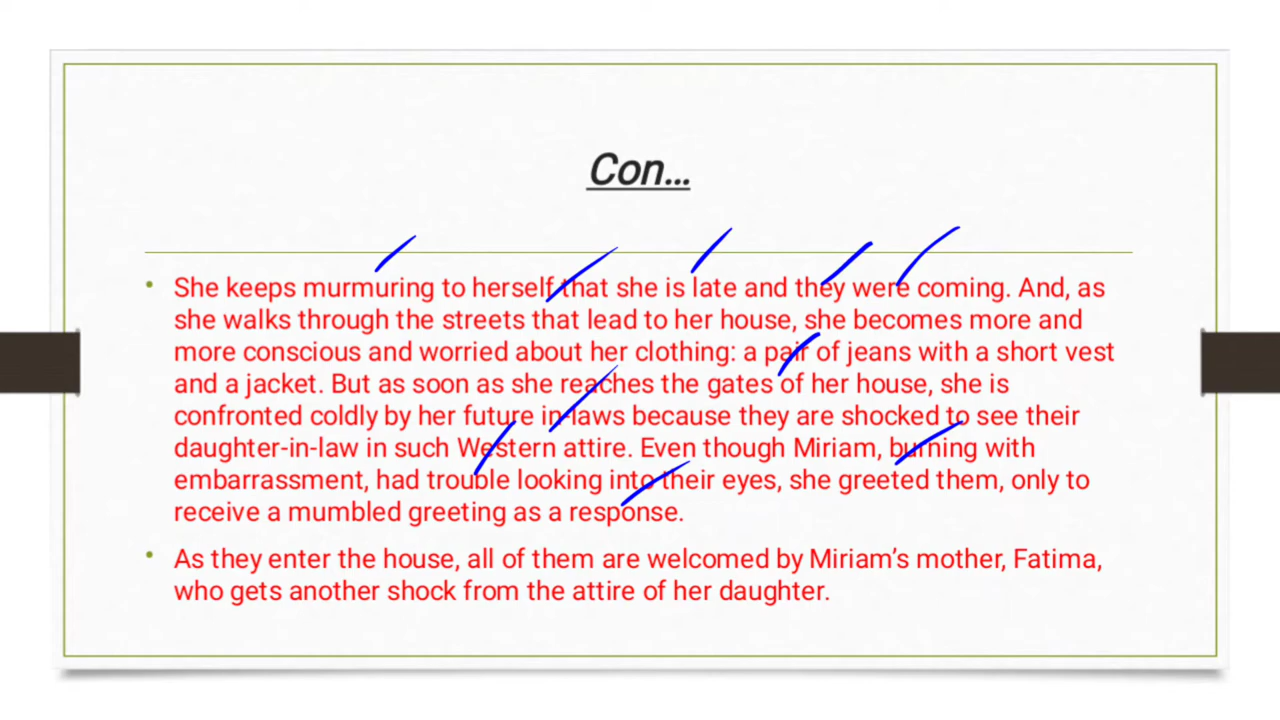 Con...
• She keeps murmuring to herself that she is late and they were coming. And, as
she walks through the streets that lead to her house, she becomes more and
more conscious and worried about her clothing: a pair of jeans with a short vest
and a jacket. But as soon as she reaches the gates of her house, she is
confronted coldly by her future in-laws because they are shocked to see their
daughter-in-law in such Western attire. Even though Miriam, burning with
embarrassment, had trouble looking into their eyes, she greeted them, only to
receive a mumbled greeting as a response.
• As they enter the house, all of them are welcomed by Miriam’s mother, Fatima,
who gets another shock from the attire of her daughter.